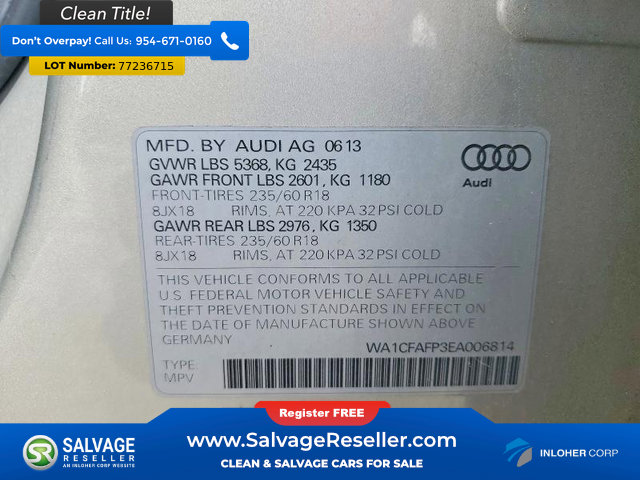 Clean Title!
Don't Overpay! Call Us: 954-671-0160
LOT Number: 77236715
MFD. BY AUDI AG 0613
GVWR LBS 5368, KG 2435
GAWR FRONT LBS 2601, KG 1180
FRONT-TIRES 235/60 R18
8JX18 RIMS, AT 220 KPA 32 PSI COLD
GAWR REAR LBS 2976, KG 1350
REAR-TIRES 235/60 R18
8JX18 RIMS, AT 220 KPA 32 PSI COLD
Audi
THIS VEHICLE CONFORMS TO ALL APPLICABLE
U.S. FEDERAL MOTOR VEHICLE SAFETY AND
THEFT PREVENTION STANDARDS IN EFFECT ON
THE DATE OF MANUFACTURE SHOWN ABOVE.
GERMANY
WA1CFAFP3EA006814
TYPE:
MPV
Register FREE
SALVAGE
RESELLER
AN INLOHER CORP WEBSITE
www.SalvageReseller.com
CLEAN & SALVAGE CARS FOR SALE
INLOHER CORP